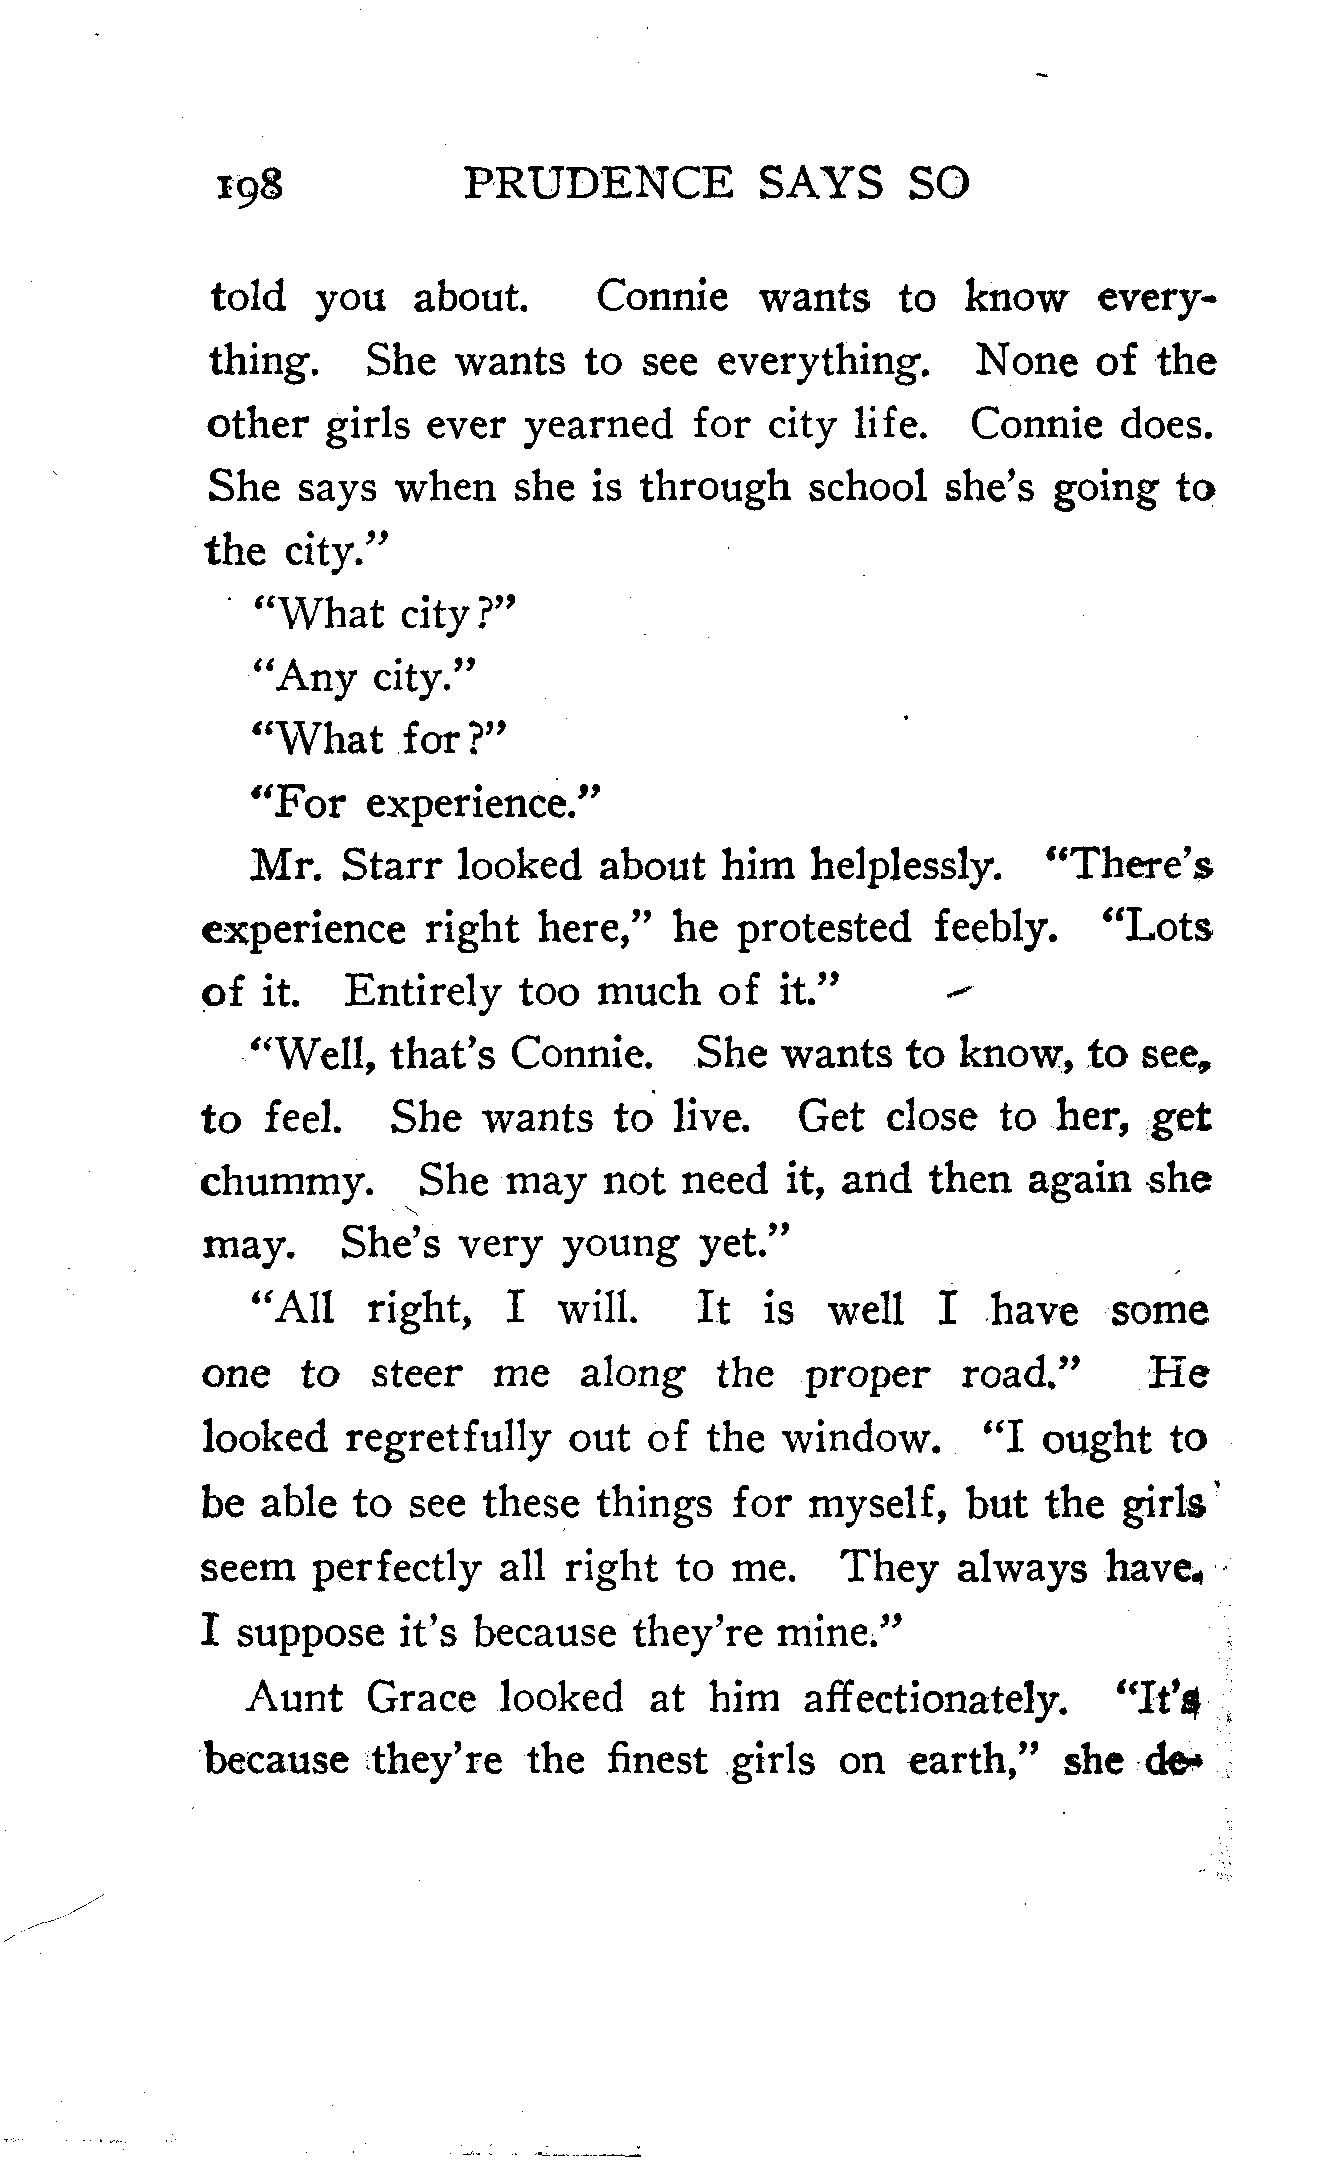 198 PRUDENCE SAYS SO
told you about. Connie wants to know every-
thing. She wants to see everything. None of the
other girls ever yearned for city life. Connie does.
She says when she is through school she's going to
the city."
"What city?"
"Any city."
"What for?"
"For experience."
Mr. Starr looked about him helplessly. "There's
experience right here," he protested feebly. "Lots
of it. Entirely too much of it."
"Well, that's Connie. She wants to know, to see,
to feel. She wants to live. Get close to her, get
chummy. She may not need it, and then again she
may. She's very young yet."
"All right, I will. It is well I have some
one to steer me along the proper road." He
looked regretfully out of the window. "I ought to
be able to see these things for myself, but the girls
seem perfectly all right to me. They always have.
I suppose it's because they're mine."
Aunt Grace looked at him affectionately. "It's
because they're the finest girls on earth," she de-